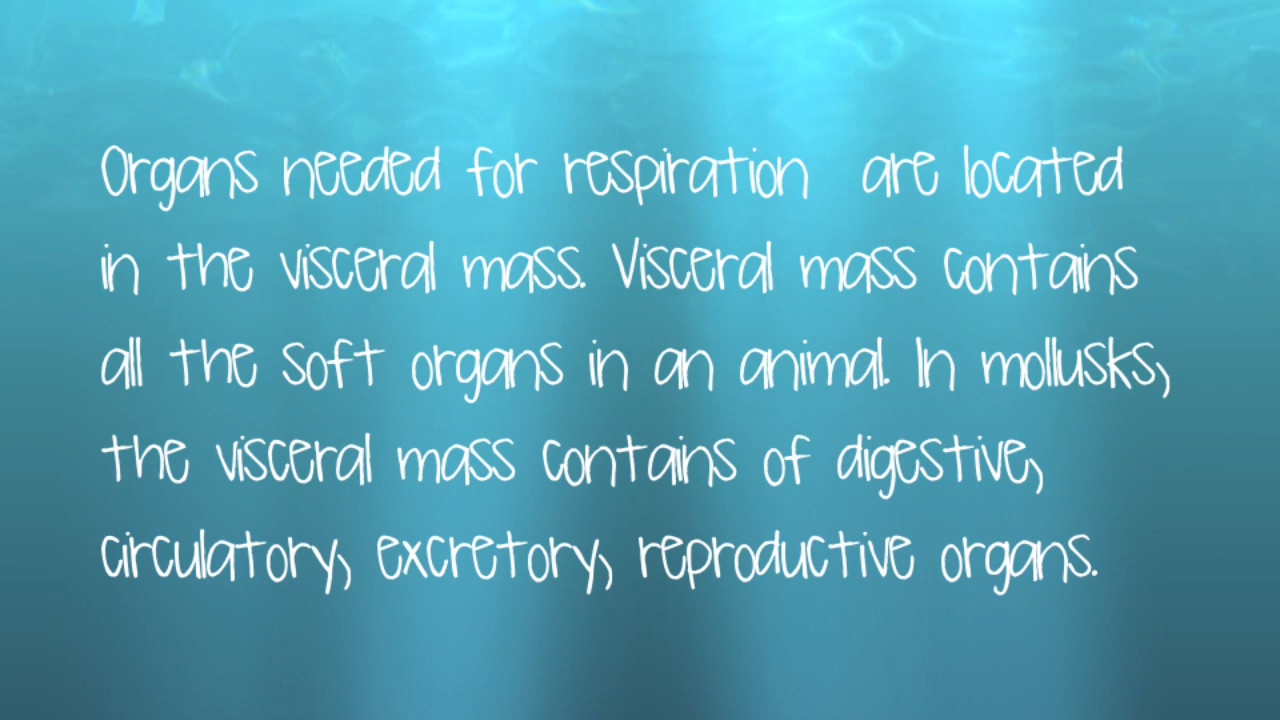 Organs needed for respiration are located
in the visceral mass. Visceral mass contains
all the soft organs in an animal. In mollusks,
the visceral mass contains of digestive,
circulatory, excretory, reproductive organs.